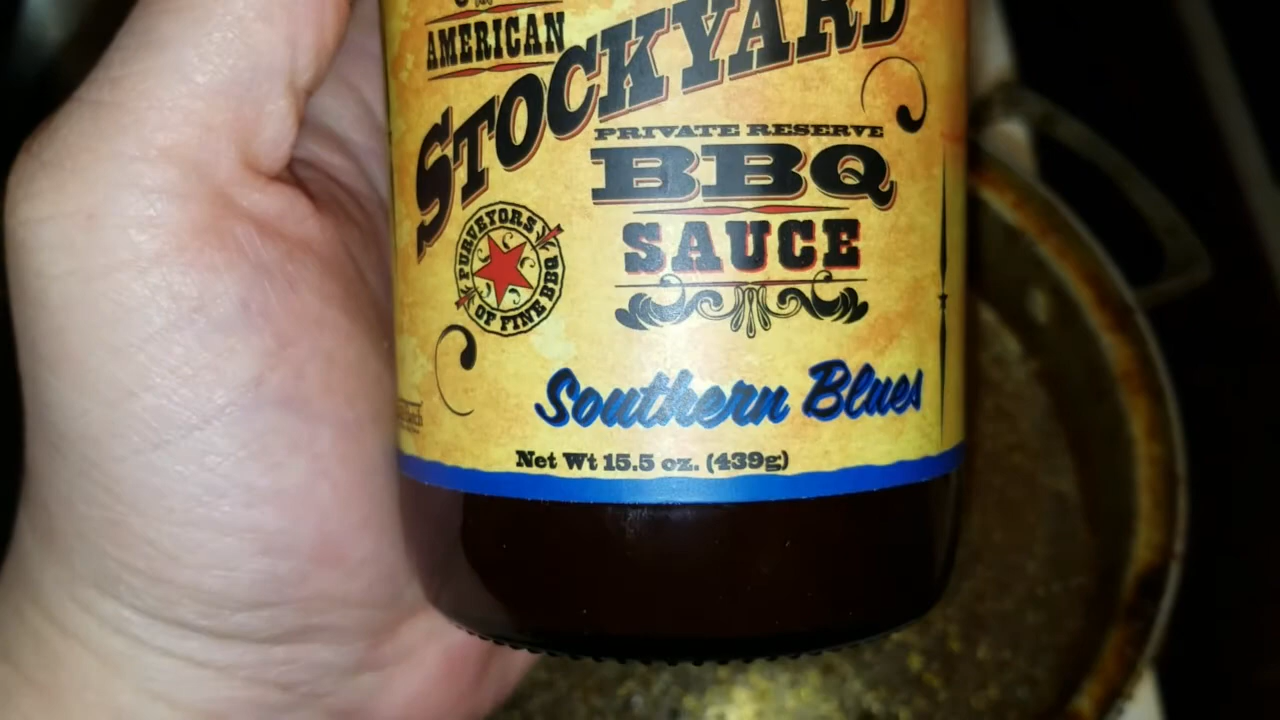 AMERICAN
STOCKYARD
PRIVATE RESERVE
BBQ
SAUCE
PURVEYORS
OF FINE BBQ
Southern Blues
Net Wt 15.5 oz. (439g)